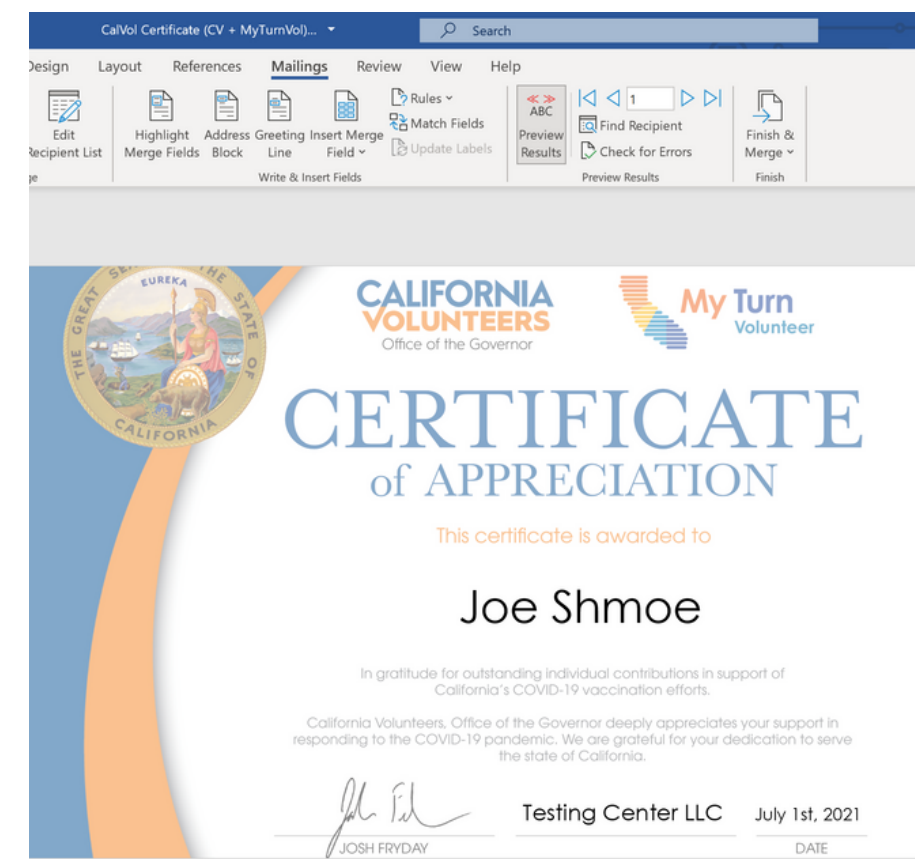 CalVol Certificate (CV + MyTurnVol)...
Search
Design Layout References Mailings Review View Help
Edit
Recipient List
Highlight
Merge Fields
Address
Block
Greeting
Line
Insert Merge
Field
Rules
Match Fields
Update Labels
Write & Insert Fields
ABC
Preview
Results
1
Find Recipient
Check for Errors
Preview Results
Finish &
Merge
Finish
THE GREAT SEAL OF THE STATE OF CALIFORNIA
EUREKA
CALIFORNIA
VOLUNTEERS
Office of the Governor
My Turn
Volunteer
CERTIFICATE
of APPRECIATION
This certificate is awarded to
Joe Shmoe
In gratitude for outstanding individual contributions in support of
California's COVID-19 vaccination efforts.
California Volunteers, Office of the Governor deeply appreciates your support in
responding to the COVID-19 pandemic. We are grateful for your dedication to serve
the state of California.
Testing Center LLC
July 1st, 2021
JOSH FRYDAY
DATE